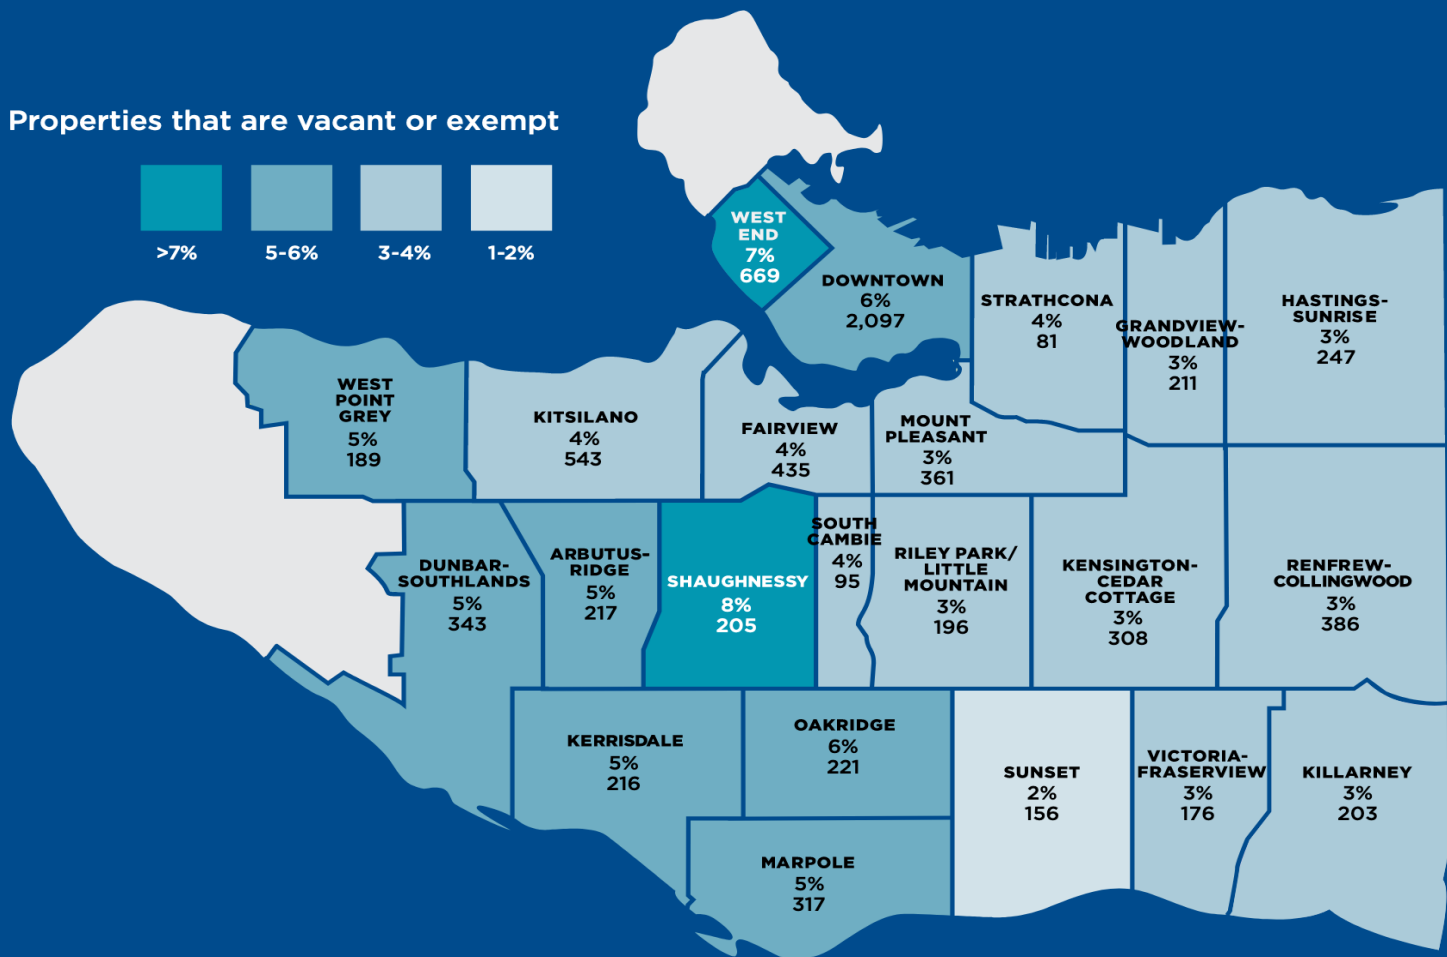 Properties that are vacant or exempt
>7%
5-6%
3-4%
1-2%
WEST
END
7%
669
DOWNTOWN
6%
2,097
STRATHCONA
4%
81
GRANDVIEW-
WOODLAND
3%
211
HASTINGS-
SUNRISE
3%
247
WEST
POINT
GREY
5%
189
KITSILANO
4%
543
FAIRVIEW
4%
435
MOUNT
PLEASANT
3%
361
DUNBAR-
SOUTHLANDS
5%
343
ARBUTUS-
RIDGE
5%
217
SHAUGHNESSY
8%
205
SOUTH
CAMBIE
4%
95
RILEY PARK/
LITTLE
MOUNTAIN
3%
196
KENSINGTON-
CEDAR
COTTAGE
3%
308
RENFREW-
COLLINGWOOD
3%
386
KERRISDALE
5%
216
OAKRIDGE
6%
221
SUNSET
2%
156
VICTORIA-
FRASERVIEW
3%
176
KILLARNEY
3%
203
MARPOLE
5%
317